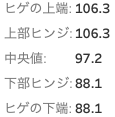 ヒゲの上端: 106.3
上部ヒンジ: 106.3
中央値: 97.2
下部ヒンジ: 88.1
ヒゲの下端: 88.1